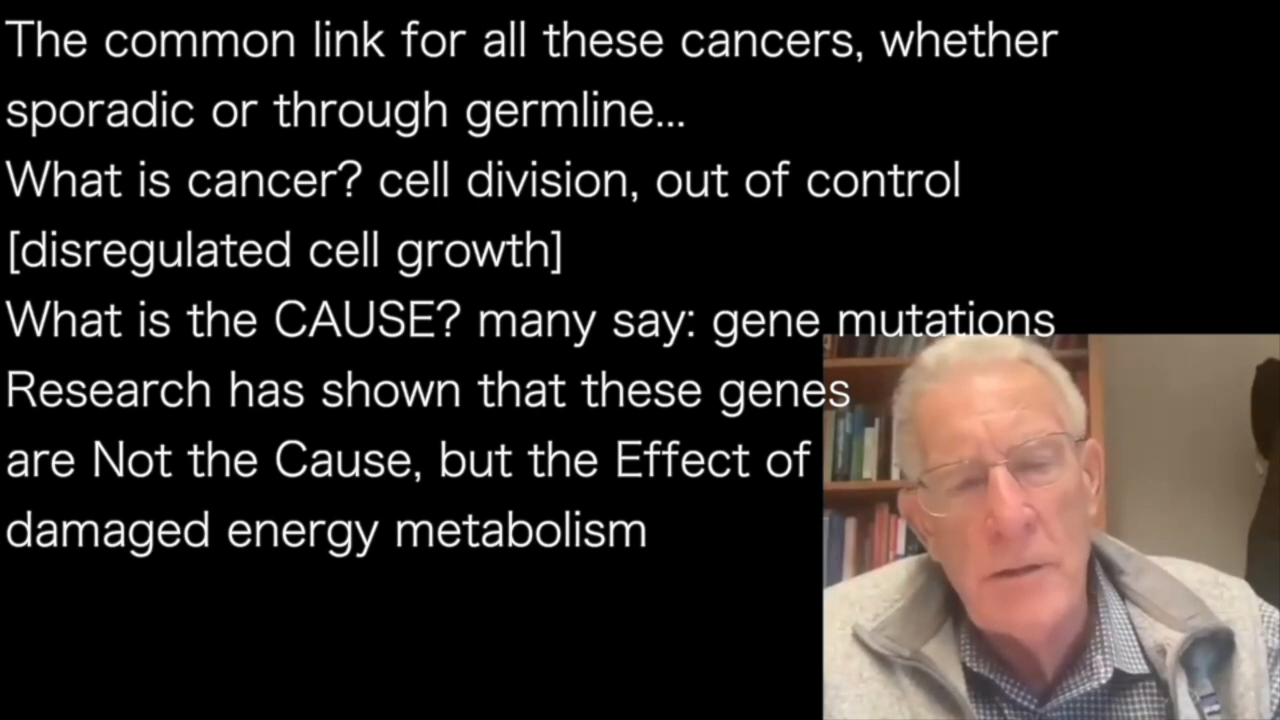 The common link for all these cancers, whether
sporadic or through germline...
What is cancer? cell division, out of control
[disregulated cell growth]
What is the CAUSE? many say: gene mutations
Research has shown that these genes
are Not the Cause, but the Effect of
damaged energy metabolism